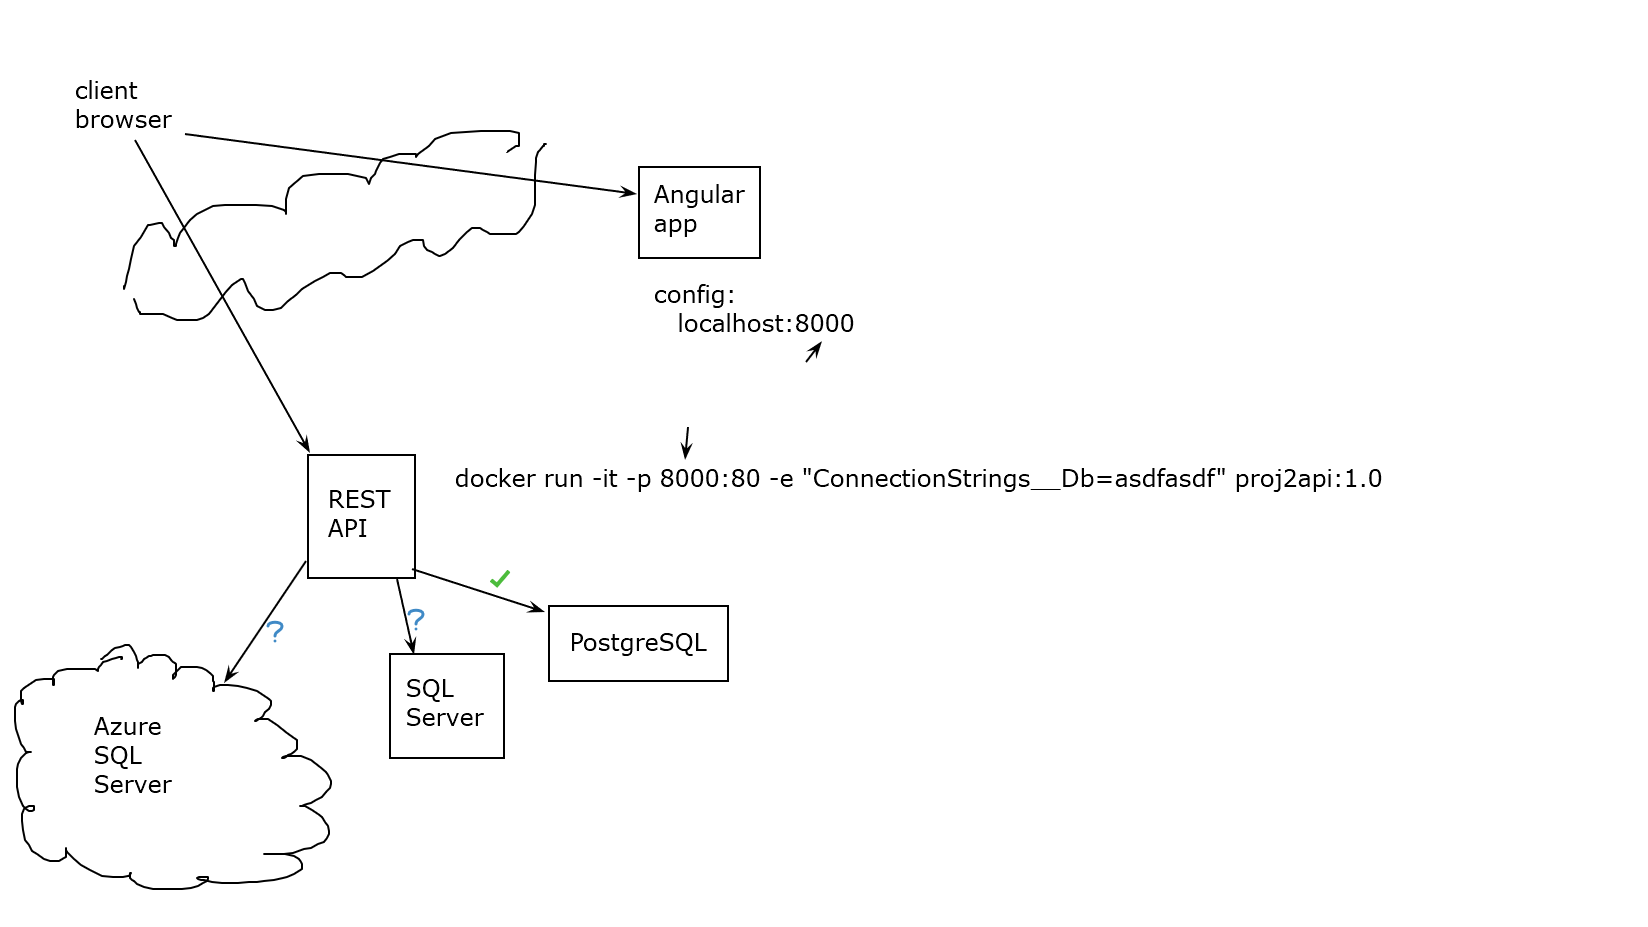 client
browser
Angular
app
config:
localhost:8000
docker run -it -p 8000:80 -e "ConnectionStrings__Db=asdfasdf" proj2api:1.0
REST
API
?
?
PostgreSQL
SQL
Server
Azure
SQL
Server